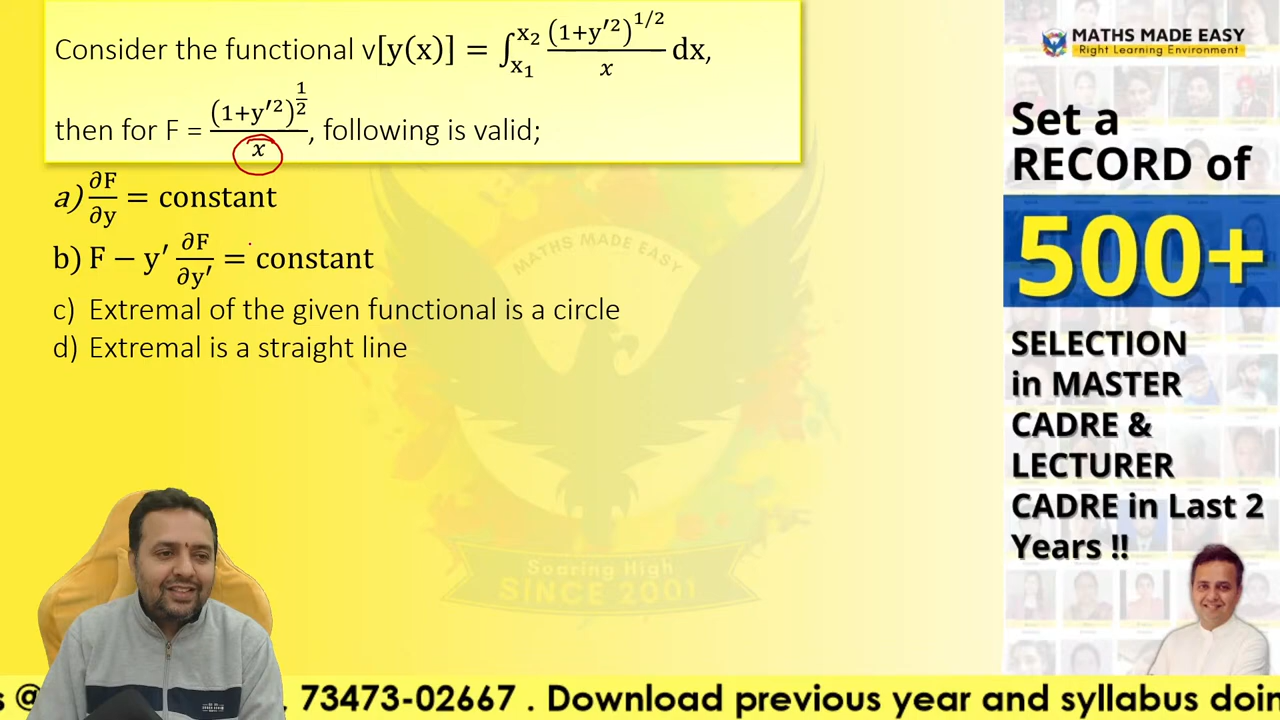 Consider the functional v[y(x)] = ∫_{x₁}^{x₂} (1+y′²)^{1/2} / x dx,
then for F = (1+y′²)^{1/2} / x, following is valid;
a) ∂F/∂y = constant
b) F − y′ ∂F/∂y′ = constant
c) Extremal of the given functional is a circle
d) Extremal is a straight line
MATHS MADE EASY
Soaring High
SINCE 2001
MATHS MADE EASY
Right Learning Environment
Set a
RECORD of
500+
SELECTION
in MASTER
CADRE &
LECTURER
CADRE in Last 2
Years !!
s @ 73473-02667 . Download previous year and syllabus doin